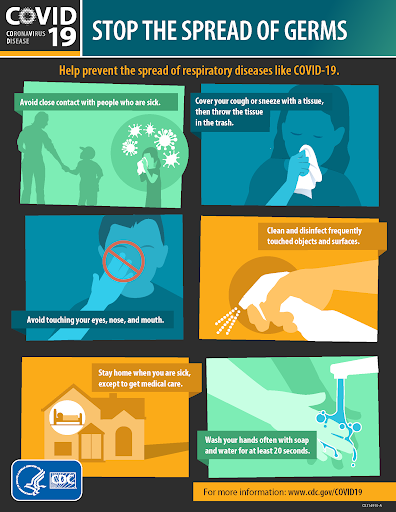 COVID
CORONAVIRUS
DISEASE
19
STOP THE SPREAD OF GERMS
Help prevent the spread of respiratory diseases like COVID-19.
Avoid close contact with people who are sick.
Cover your cough or sneeze with a tissue,
then throw the tissue
in the trash.
Avoid touching your eyes, nose, and mouth.
Clean and disinfect frequently
touched objects and surfaces.
Stay home when you are sick,
except to get medical care.
Wash your hands often with soap
and water for at least 20 seconds.
CDC
For more information: www.cdc.gov/COVID19